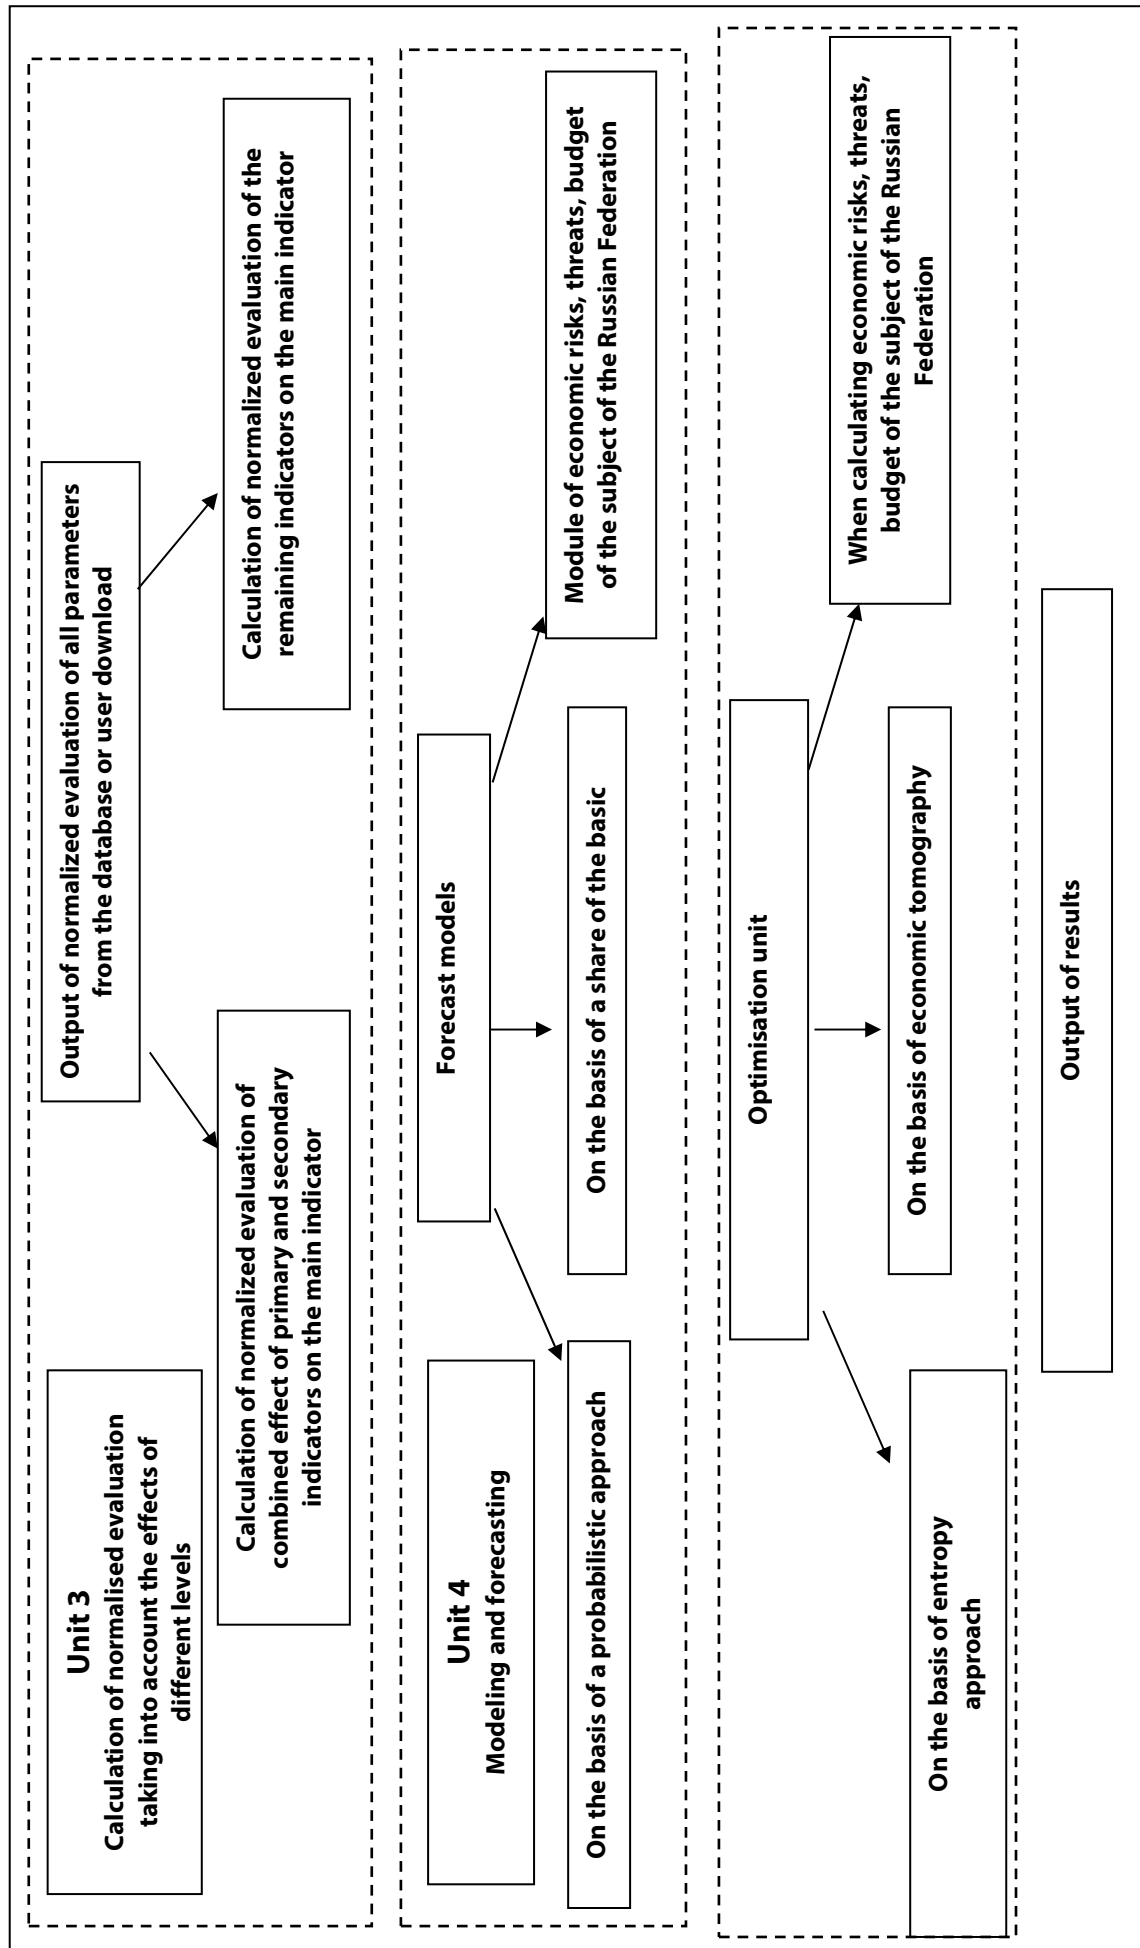 Unit 3
Calculation of normalised evaluation
taking into account the effects of
different levels
Output of normalized evaluation of all parameters
from the database or user download
Calculation of normalized evaluation of
combined effect of primary and secondary
indicators on the main indicator
Calculation of normalized evaluation of the
remaining indicators on the main indicator
Unit 4
Modeling and forecasting
Forecast models
On the basis of a probabilistic approach
On the basis of a share of the basic
Module of economic risks, threats, budget
of the subject of the Russian Federation
Optimisation unit
On the basis of entropy
approach
On the basis of economic tomography
When calculating economic risks, threats,
budget of the subject of the Russian
Federation
Output of results